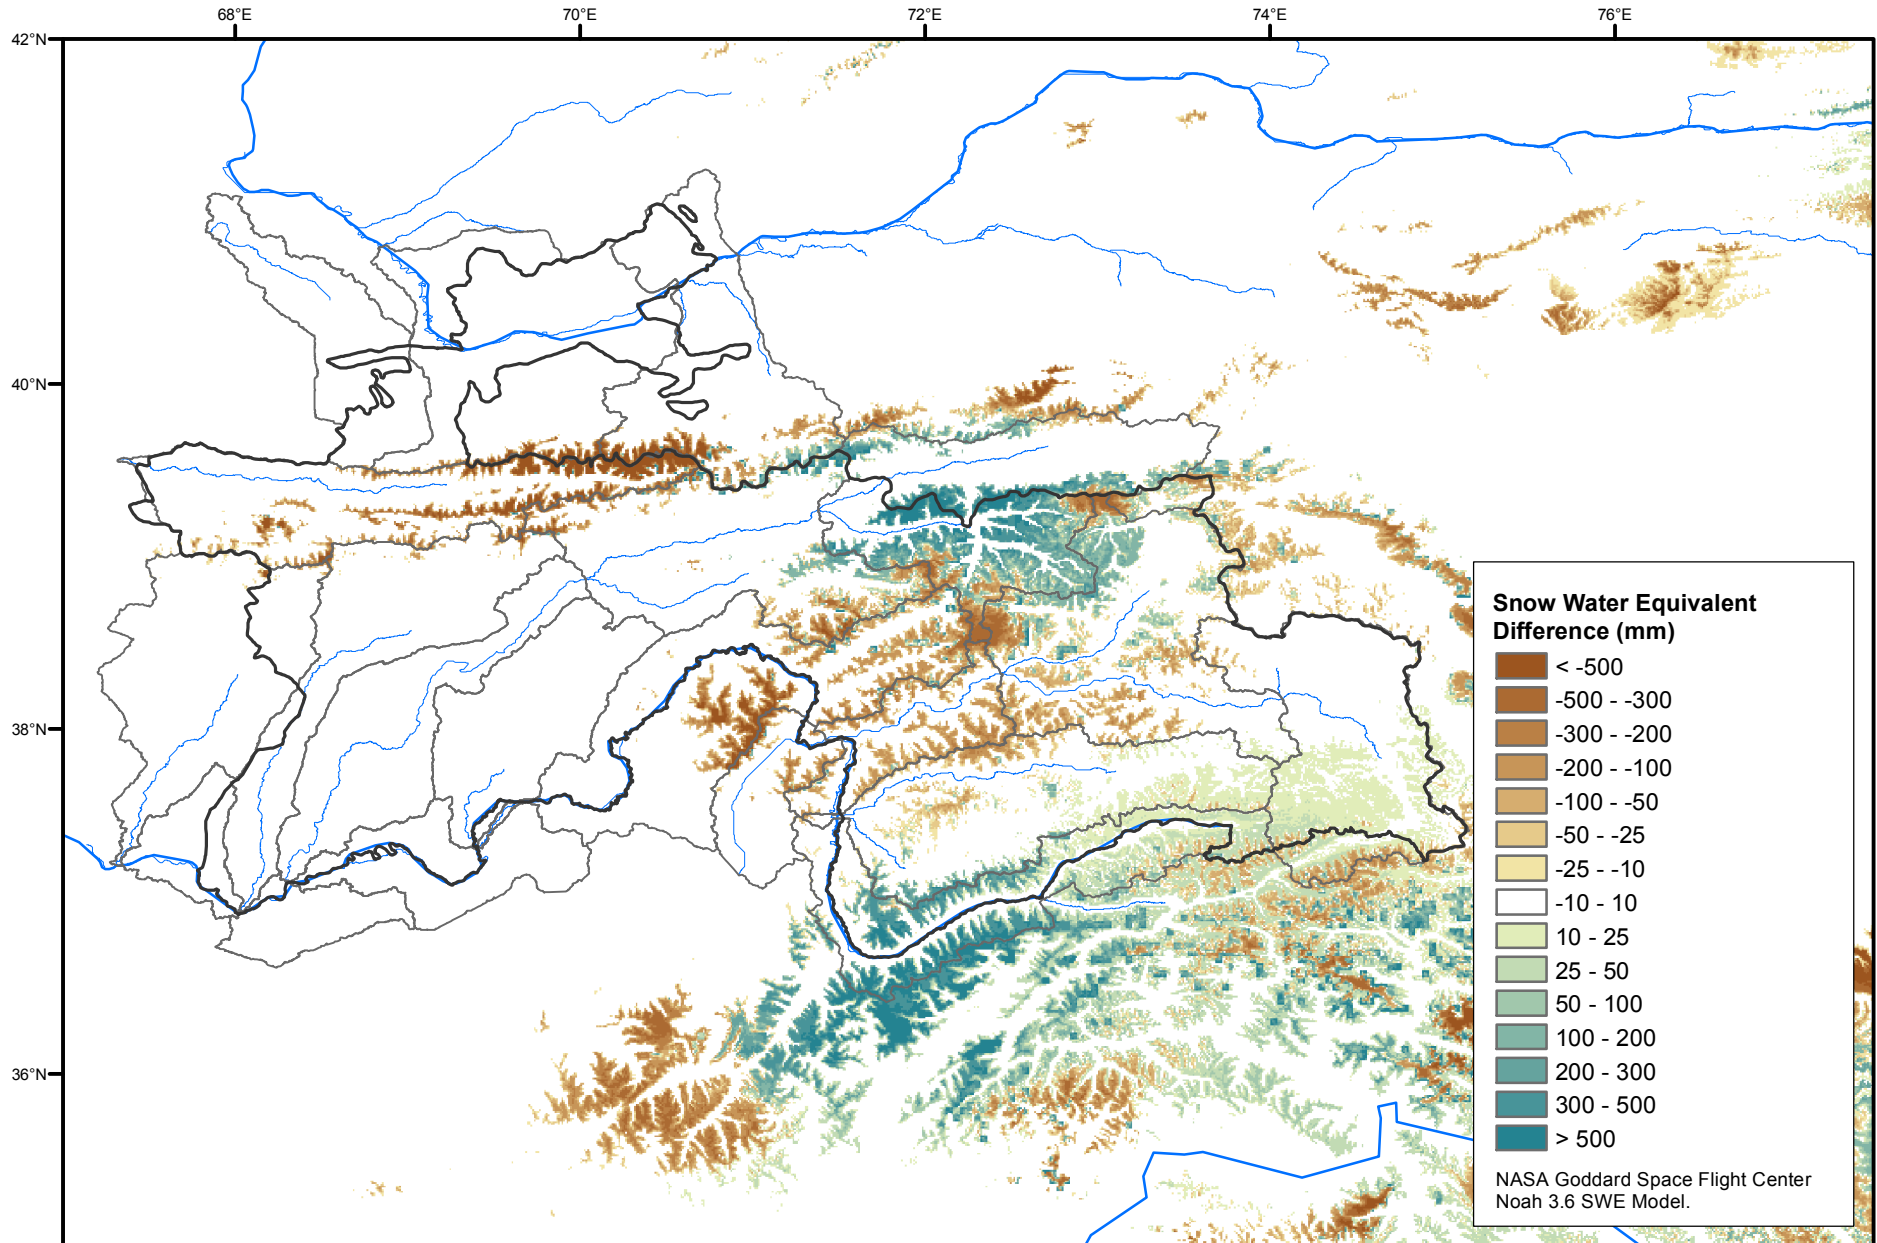 68°E
70°E
72°E
74°E
76°E
42°N
40°N
38°N
36°N
Snow Water Equivalent
Difference (mm)
< -500
-500 - -300
-300 - -200
-200 - -100
-100 - -50
-50 - -25
-25 - -10
-10 - 10
10 - 25
25 - 50
50 - 100
100 - 200
200 - 300
300 - 500
> 500
NASA Goddard Space Flight Center
Noah 3.6 SWE Model.